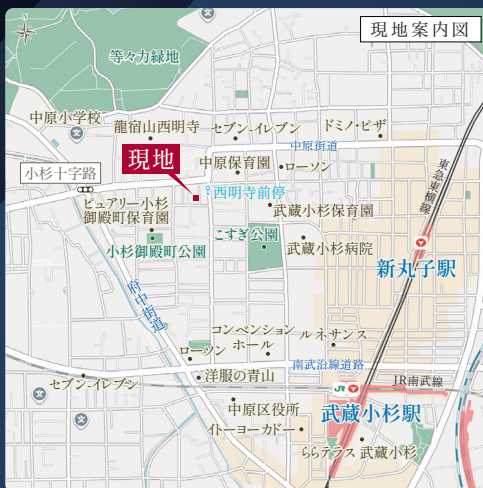 現地案内図
等々力緑地
中原小学校
龍宿山西明寺
セブン-イレブン
ドミノ・ピザ
中原街道
東急東横線
現地
中原保育園
ローソン
小杉十字路
西明寺前停
ピュアリー小杉
御殿町保育園
武蔵小杉保育園
こすぎ公園
小杉御殿町公園
武蔵小杉病院
新丸子駅
府中街道
コンベンション
ホール
ルネサンス
ローソン
南武沿線道路
洋服の青山
セブン-イレブン
JR
JR南武線
中原区役所
武蔵小杉駅
イトーヨーカドー
ららテラス 武蔵小杉